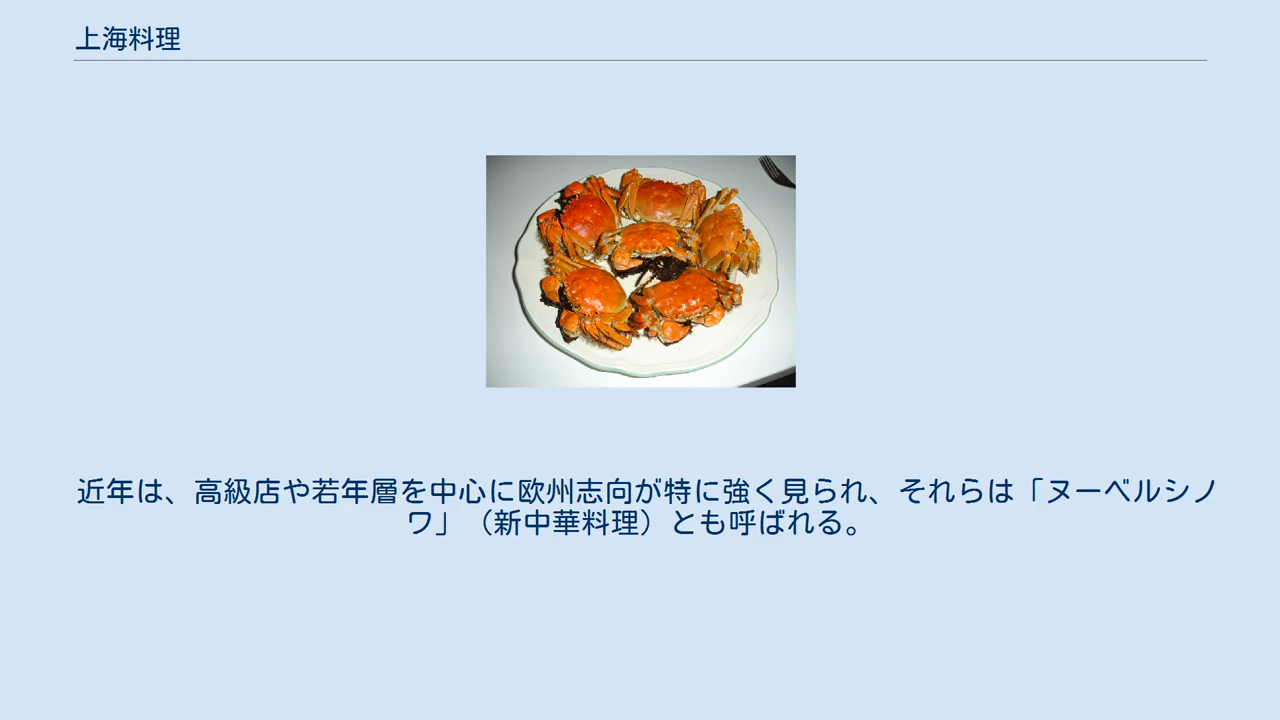 上海料理
近年は、高級店や若年層を中心に欧州志向が特に強く見られ、それらは「ヌーベルシノ
ワ」（新中華料理）とも呼ばれる。